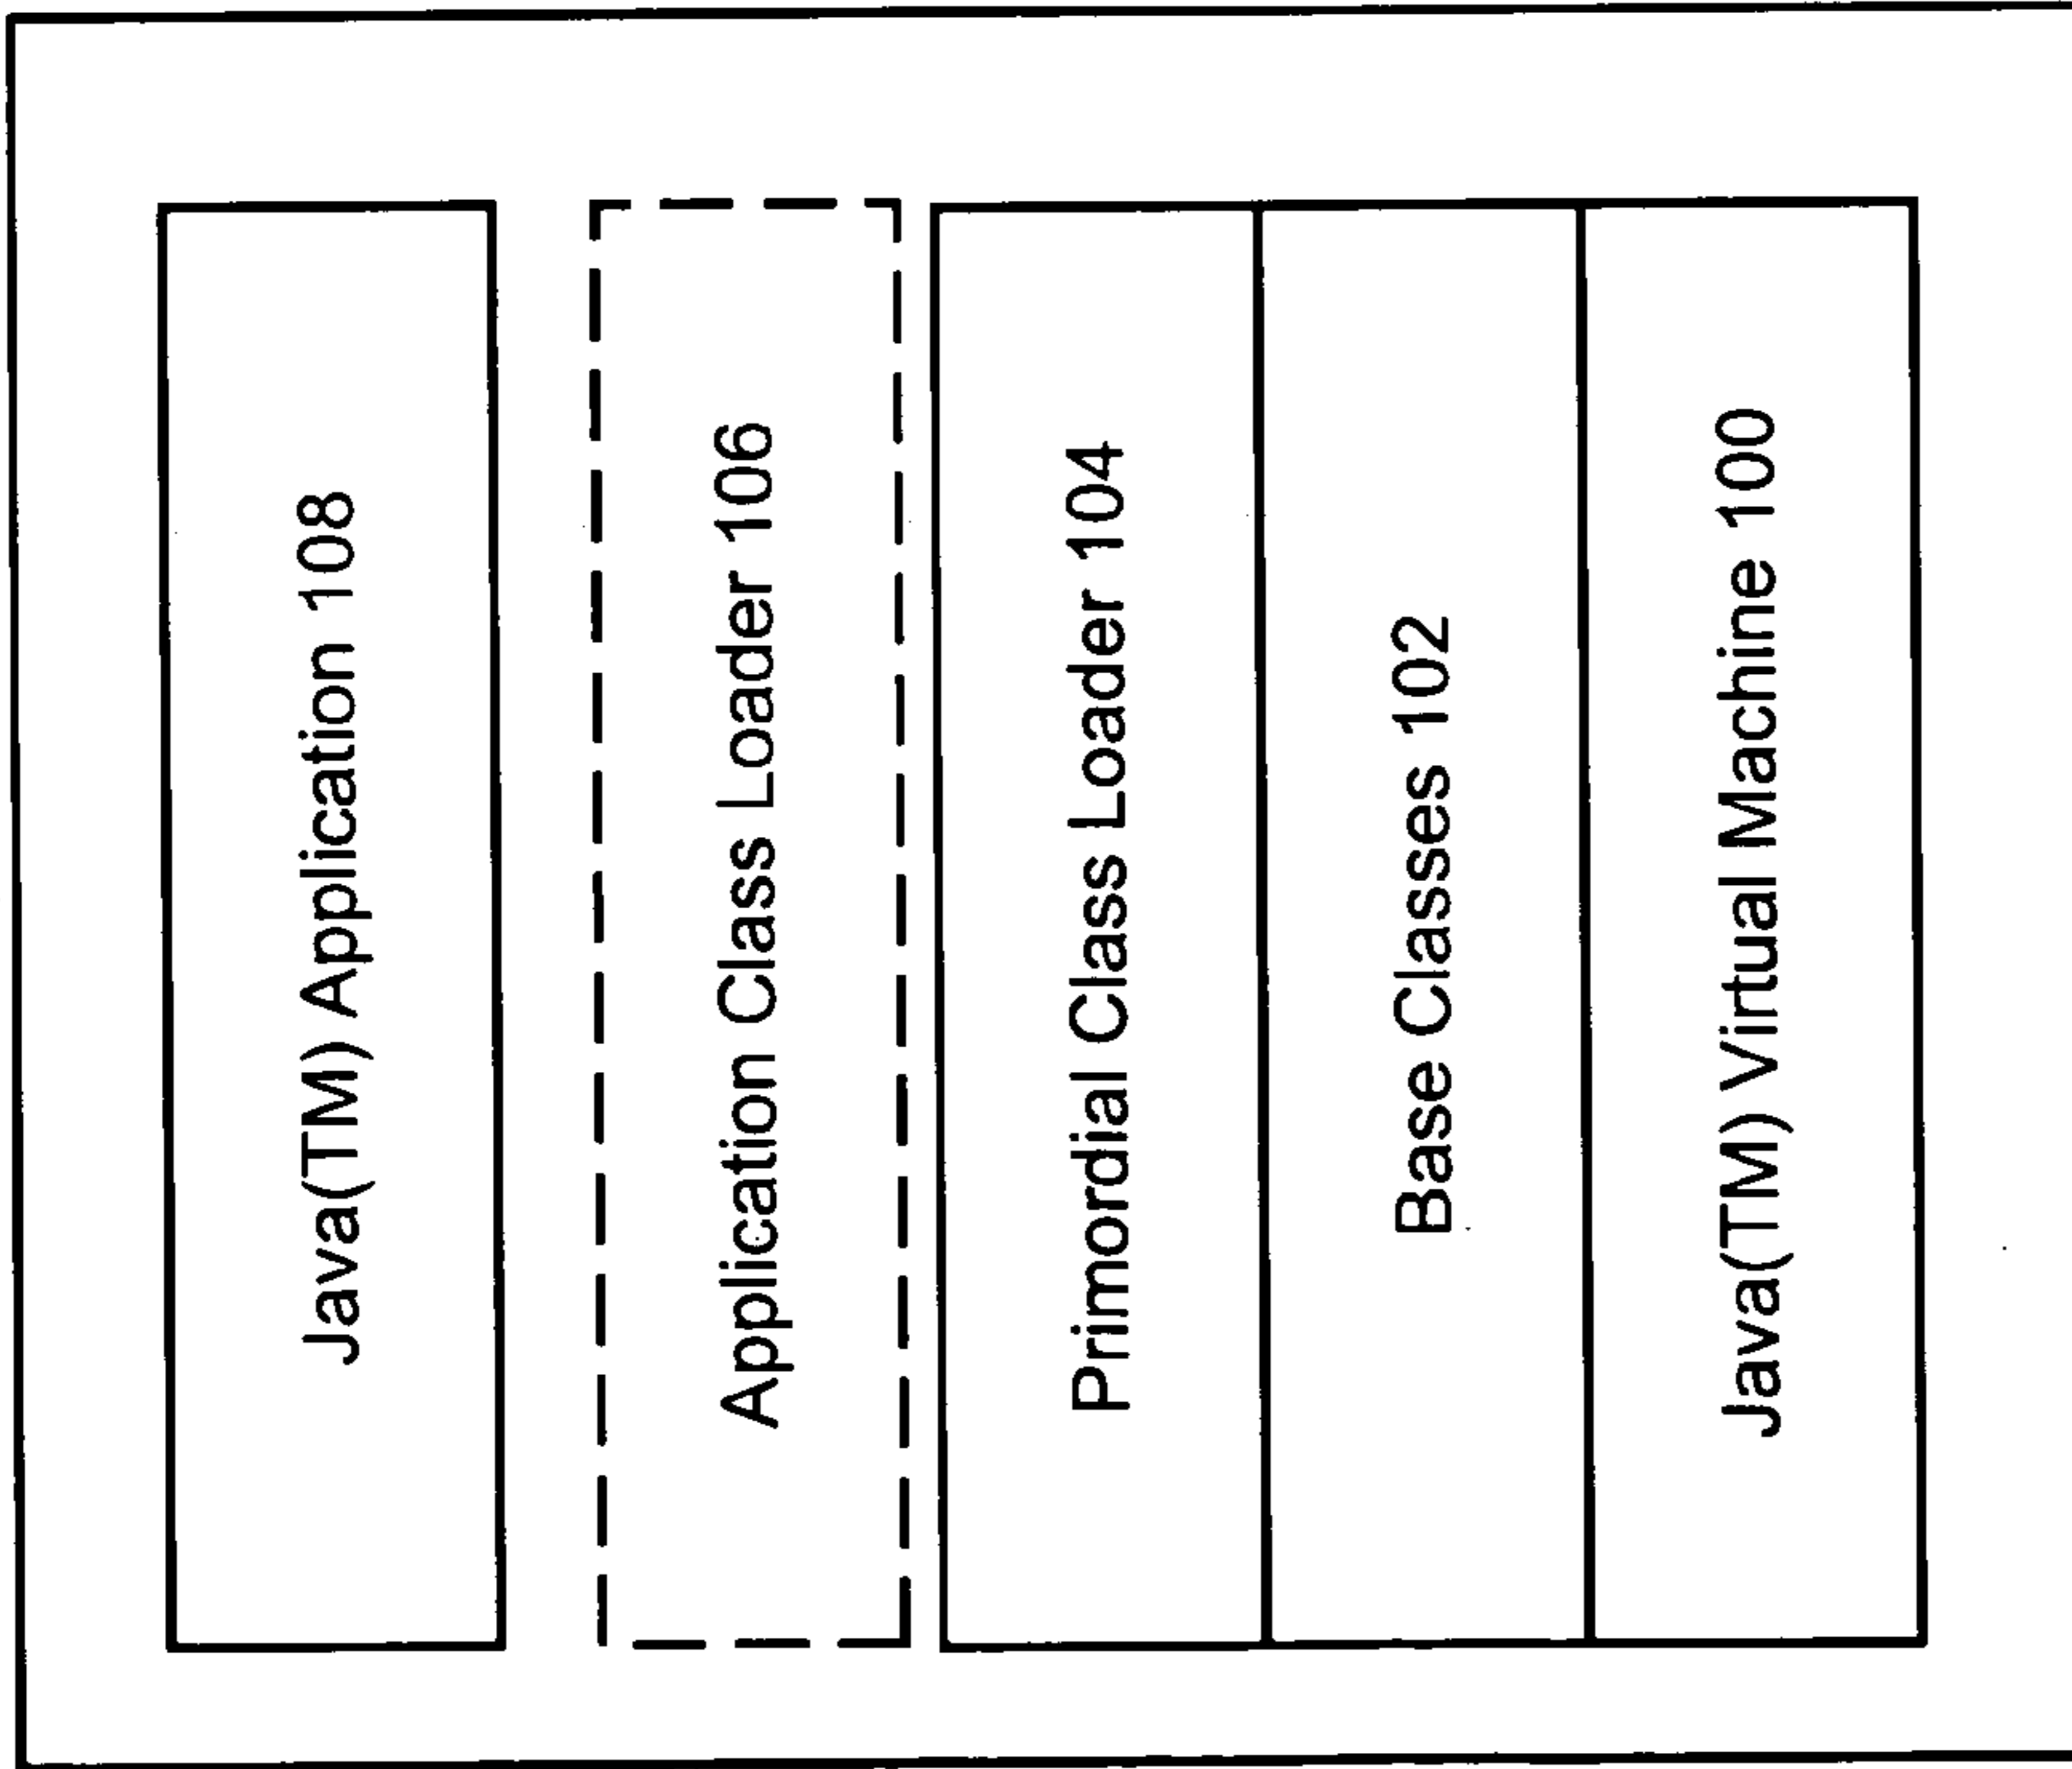 Java(TM) Application 108
Application Class Loader 106
Primordial Class Loader 104
Base Classes 102
Java(TM) Virtual Machine 100